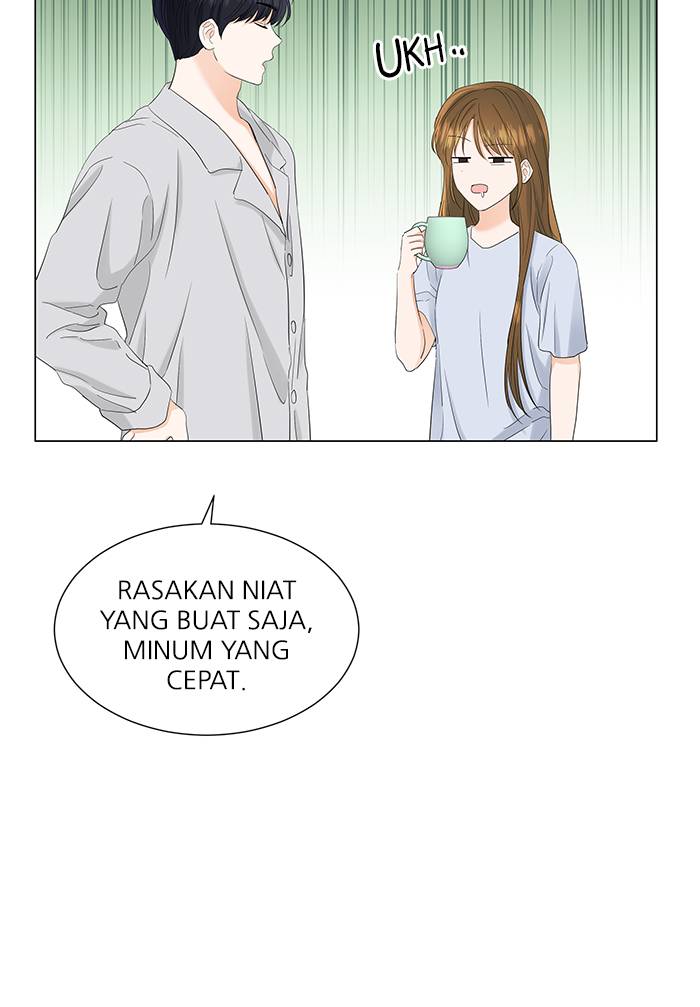 UKH..
RASAKAN NIAT
YANG BUAT SAJA,
MINUM YANG
CEPAT.